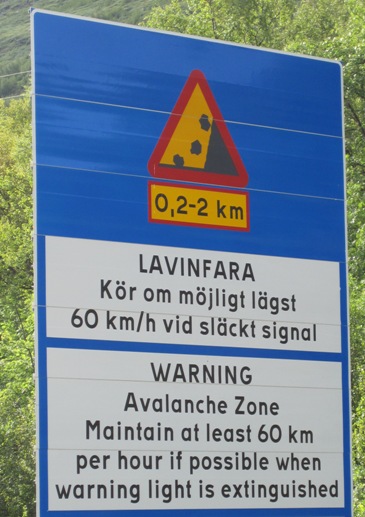 0,2-2 km
LAVINFARA
Kör om möjligt lägst
60 km/h vid släckt signal
WARNING
Avalanche Zone
Maintain at least 60 km
per hour if possible when
warning light is extinguished